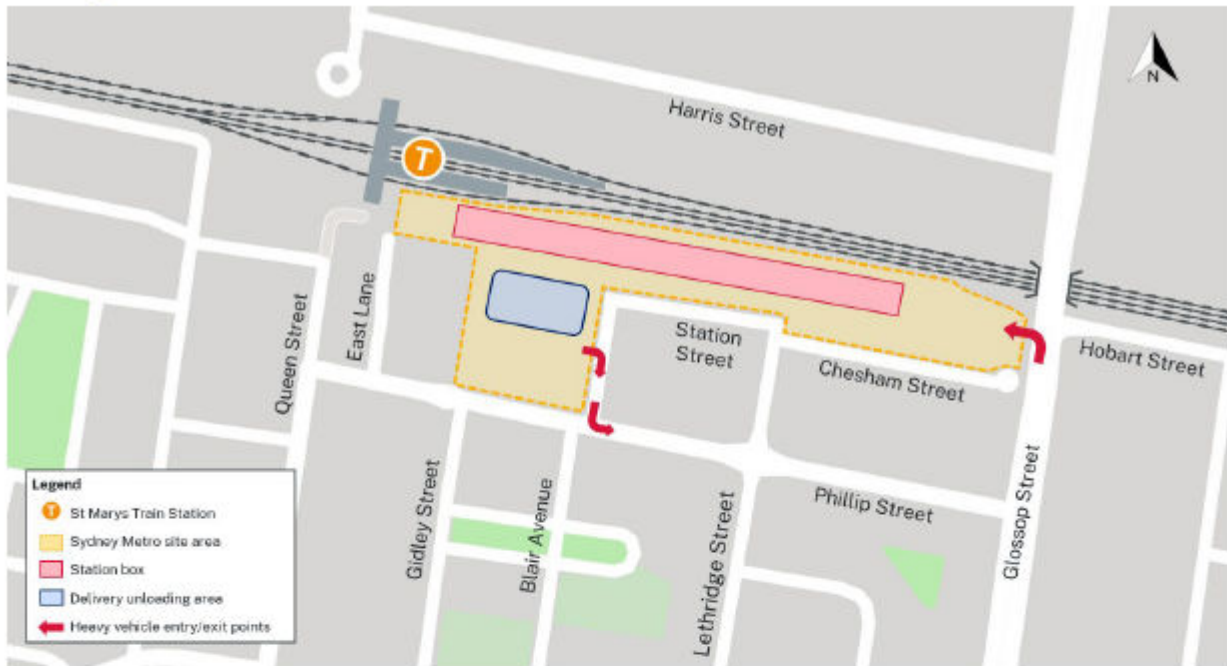 N
Harris Street
T
Station
Street
Hobart Street
Chesham Street
East Lane
Queen Street
Phillip Street
Gidley Street
Blair Avenue
Lethridge Street
Glossop Street
Legend
T St Marys Train Station
Sydney Metro site area
Station box
Delivery unloading area
Heavy vehicle entry/exit points